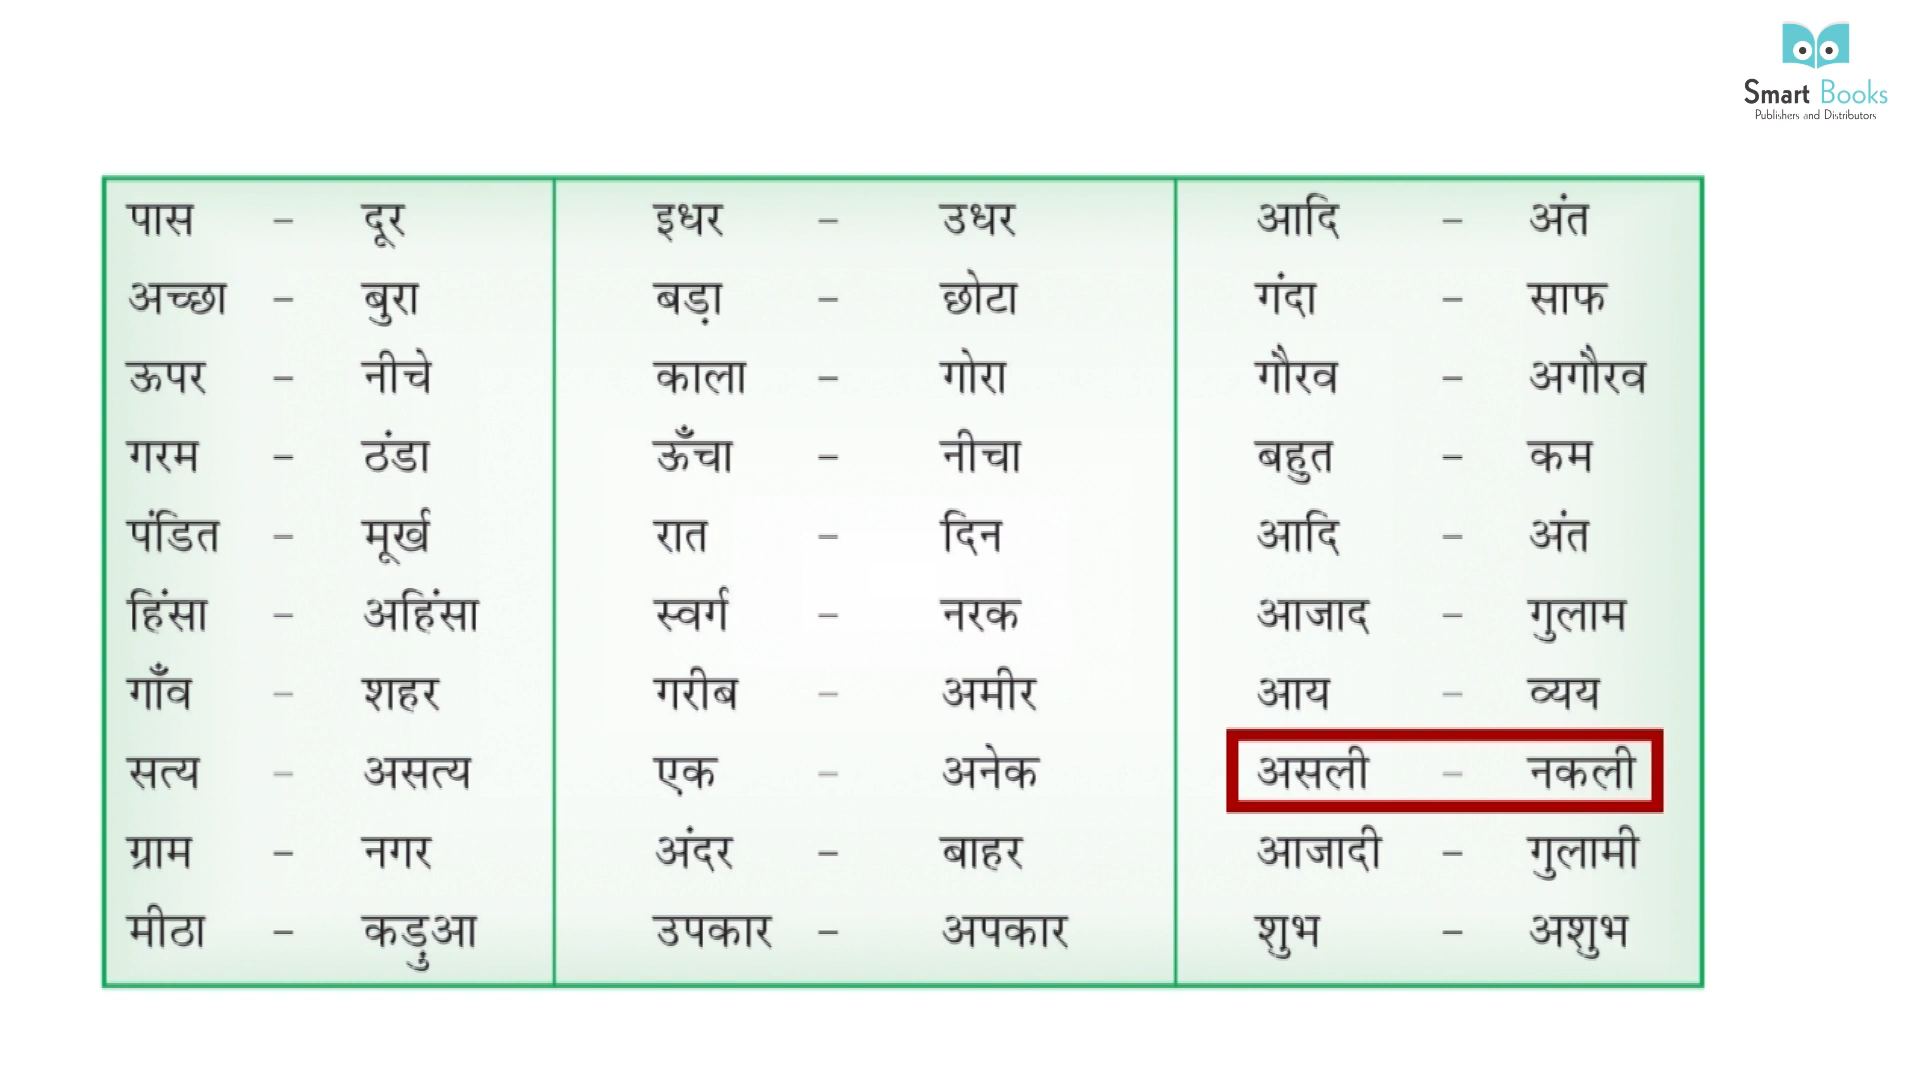 Smart Books
Publishers and Distributors
पास – दूर
अच्छा – बुरा
ऊपर – नीचे
गरम – ठंडा
पंडित – मूर्ख
हिंसा – अहिंसा
गाँव – शहर
सत्य – असत्य
ग्राम – नगर
मीठा – कड़ुआ
इधर – उधर
बड़ा – छोटा
काला – गोरा
ऊँचा – नीचा
रात – दिन
स्वर्ग – नरक
गरीब – अमीर
एक – अनेक
अंदर – बाहर
उपकार – अपकार
आदि – अंत
गंदा – साफ
गौरव – अगौरव
बहुत – कम
आदि – अंत
आजाद – गुलाम
आय – व्यय
असली – नकली
आजादी – गुलामी
शुभ – अशुभ